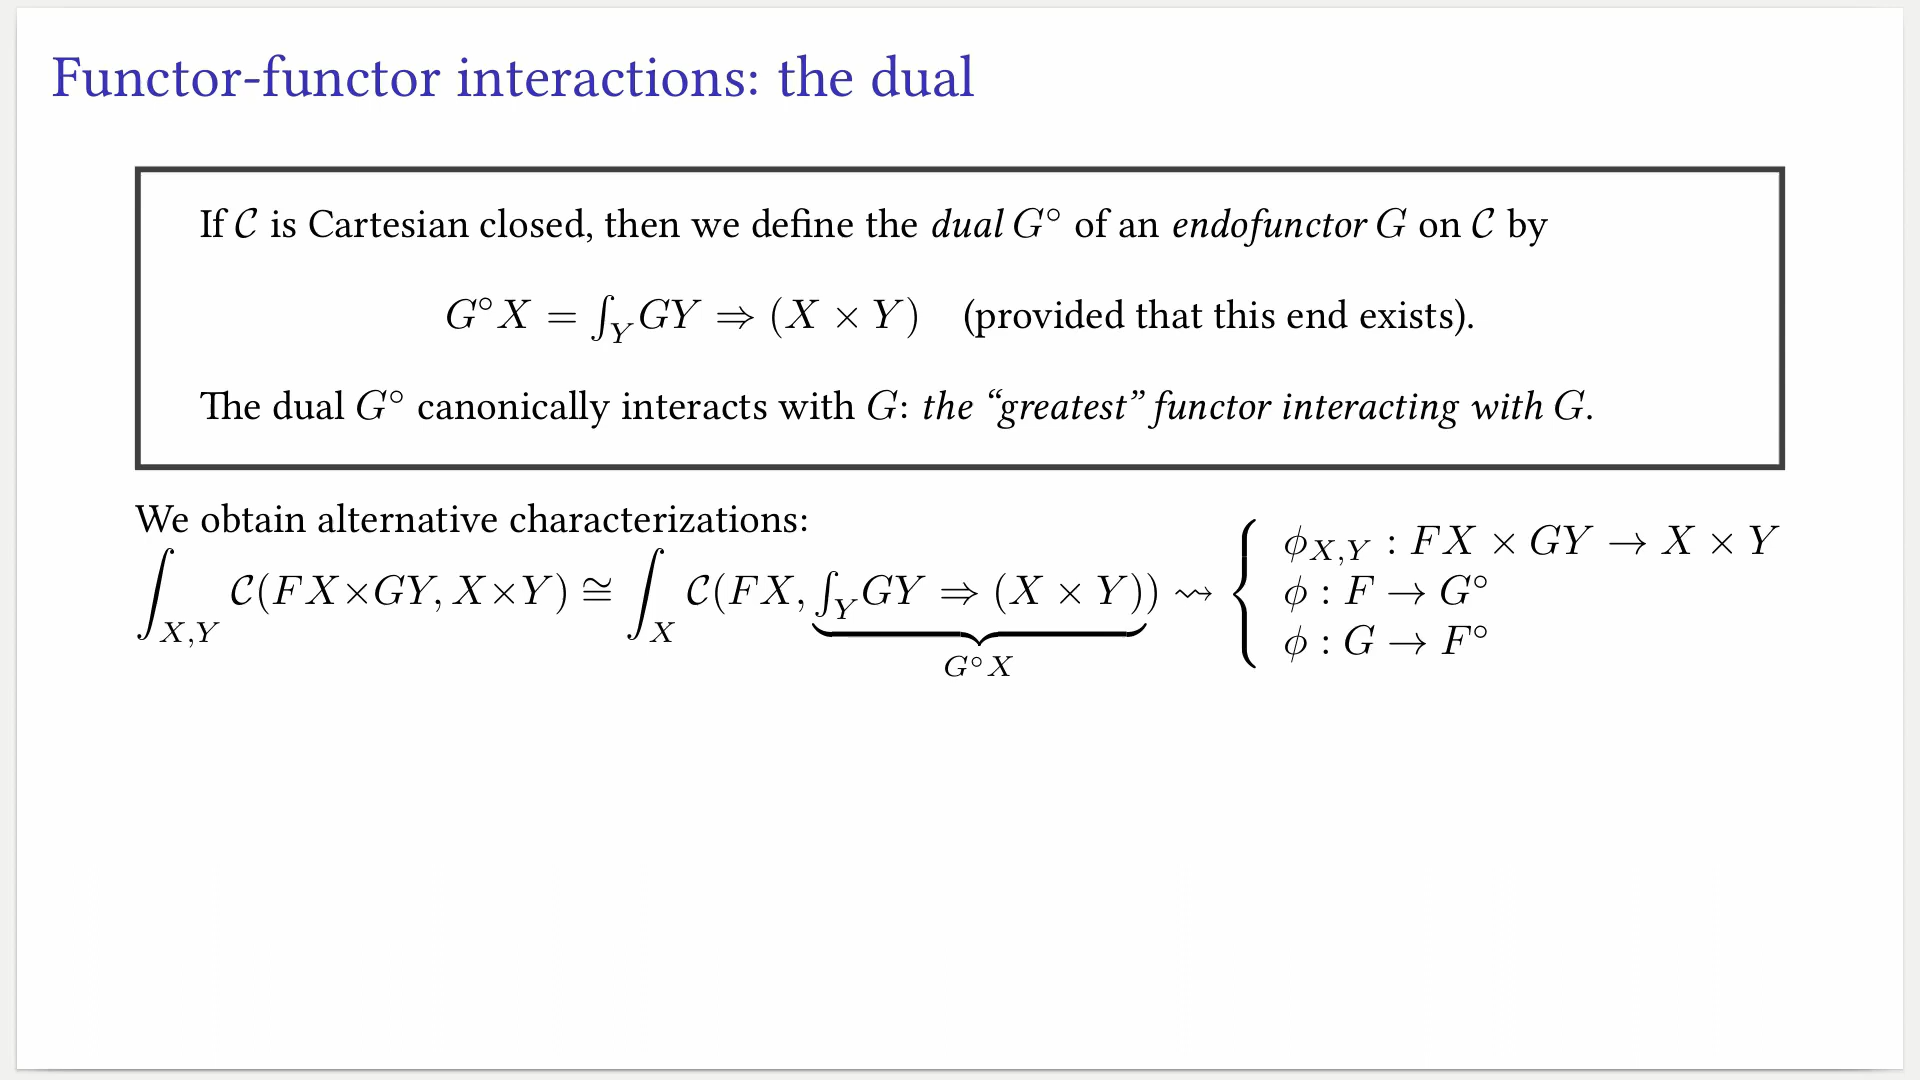 Functor-functor interactions: the dual
If 𝒞 is Cartesian closed, then we define the dual G° of an endofunctor G on 𝒞 by
G°X = ∫_Y GY ⇒ (X × Y) (provided that this end exists).
The dual G° canonically interacts with G: the “greatest” functor interacting with G.
We obtain alternative characterizations:
∫_{X,Y} 𝒞(FX×GY, X×Y) ≅ ∫_X 𝒞(FX, ∫_Y GY ⇒ (X × Y)) ⇝ {
G°X
ϕ_{X,Y} : FX × GY → X × Y
ϕ : F → G°
ϕ : G → F°